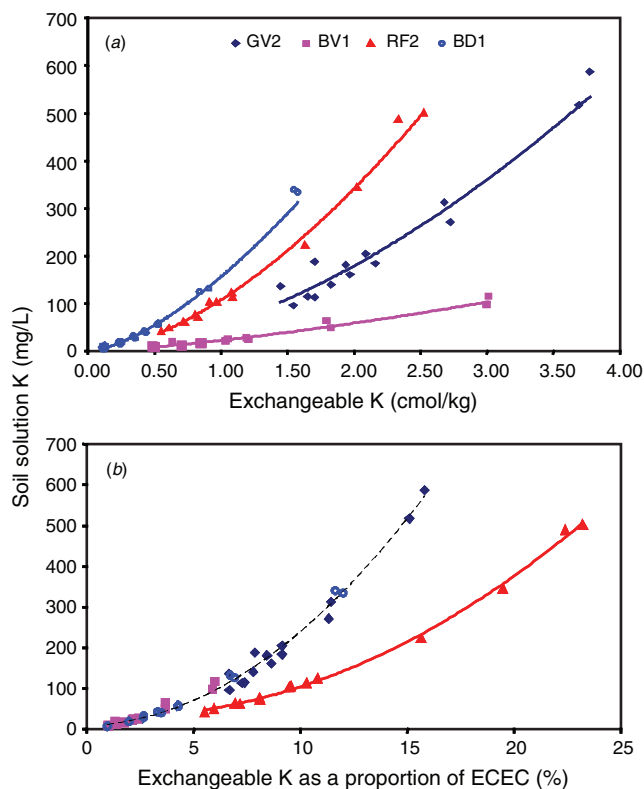 (a)
GV2 BV1 RF2 BD1
700
600
500
400
300
200
100
0
0.00 0.50 1.00 1.50 2.00 2.50 3.00 3.50 4.00
Exchangeable K (cmol/kg)
Soil solution K (mg/L)
(b)
700
600
500
400
300
200
100
0
0 5 10 15 20 25
Exchangeable K as a proportion of ECEC (%)